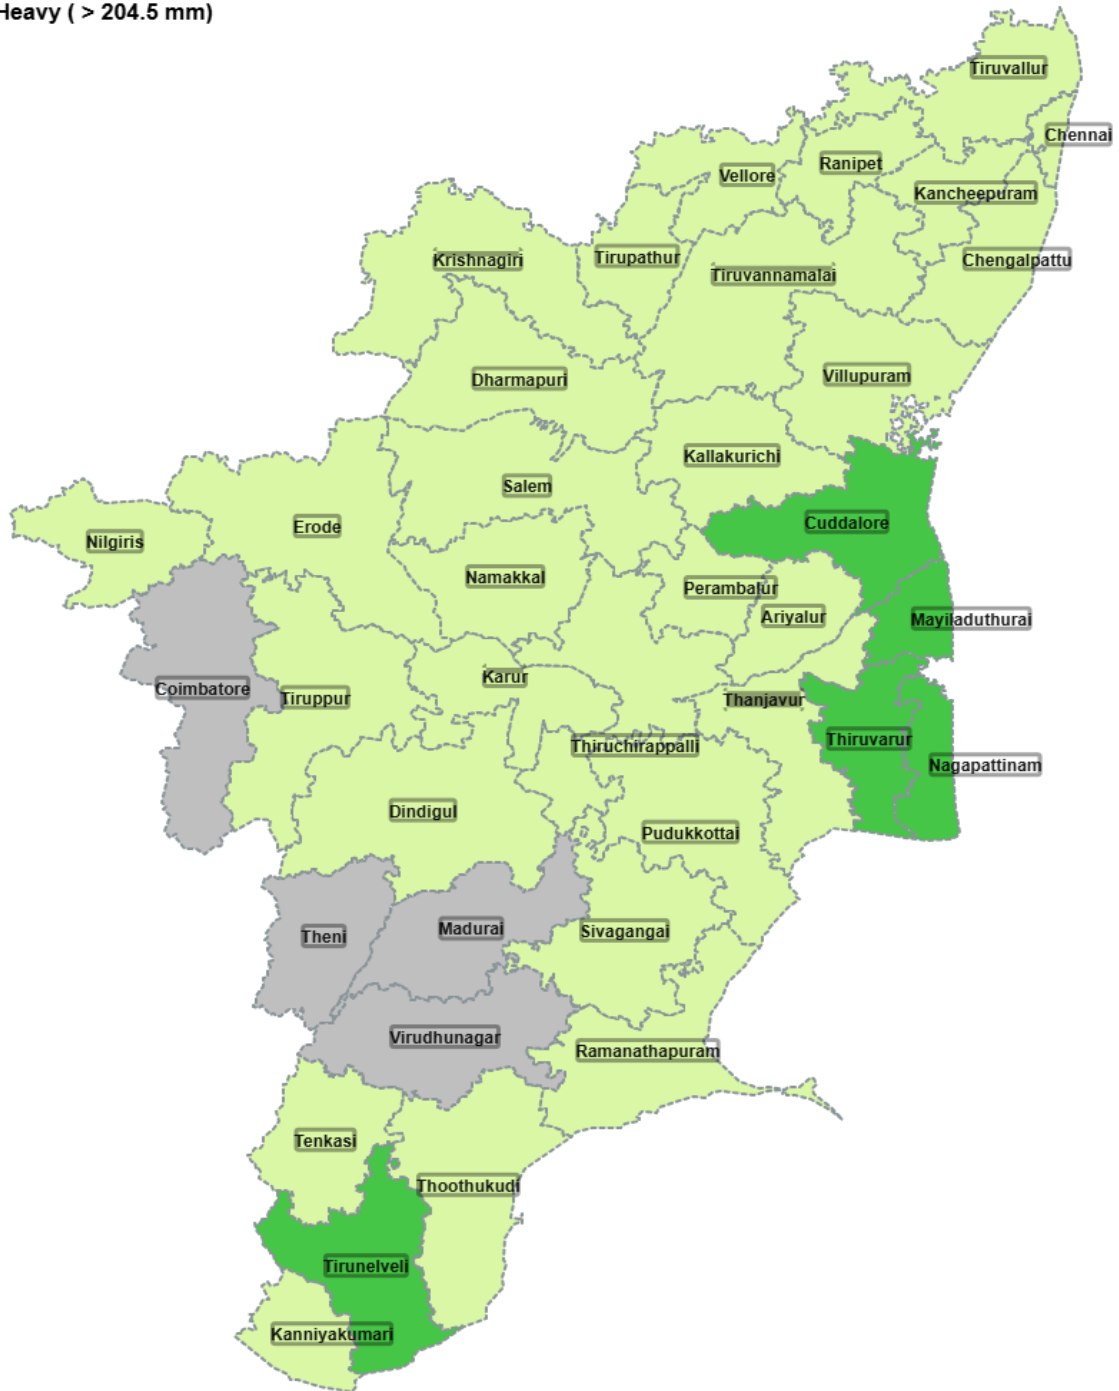 Heavy ( > 204.5 mm)
Tiruvallur
Chennai
Ranipet
Vellore
Kancheepuram
Krishnagiri
Tirupathur
Chengalpattu
Tiruvannamalai
Dharmapuri
Villupuram
Kallakurichi
Salem
Cuddalore
Erode
Nilgiris
Namakkal
Perambalur
Ariyalur
Mayiladuthurai
Karur
Coimbatore
Tiruppur
Thanjavur
Thiruvarur
Thiruchirappalli
Nagapattinam
Dindigul
Pudukkottai
Theni
Madurai
Sivagangai
Virudhunagar
Ramanathapuram
Tenkasi
Thoothukudi
Tirunelveli
Kanniyakumari